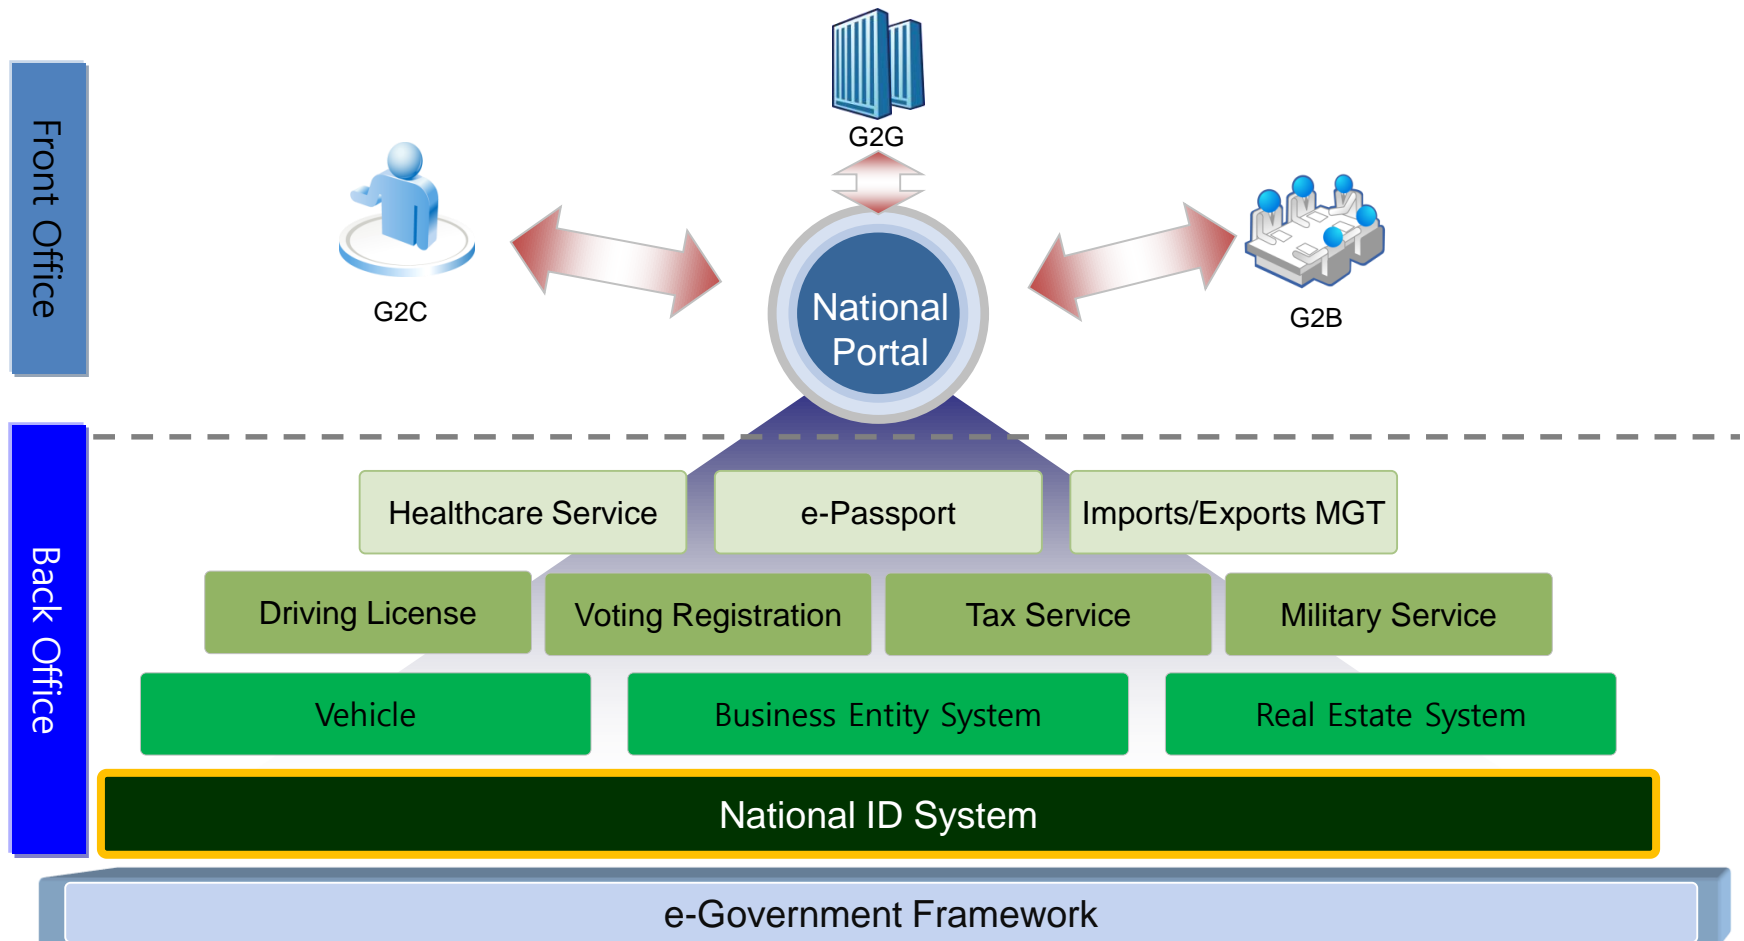 G2G
Front Office
G2C
National
Portal
G2B
Back Office
Healthcare Service
e-Passport
Imports/Exports MGT
Driving License
Voting Registration
Tax Service
Military Service
Vehicle
Business Entity System
Real Estate System
National ID System
e-Government Framework